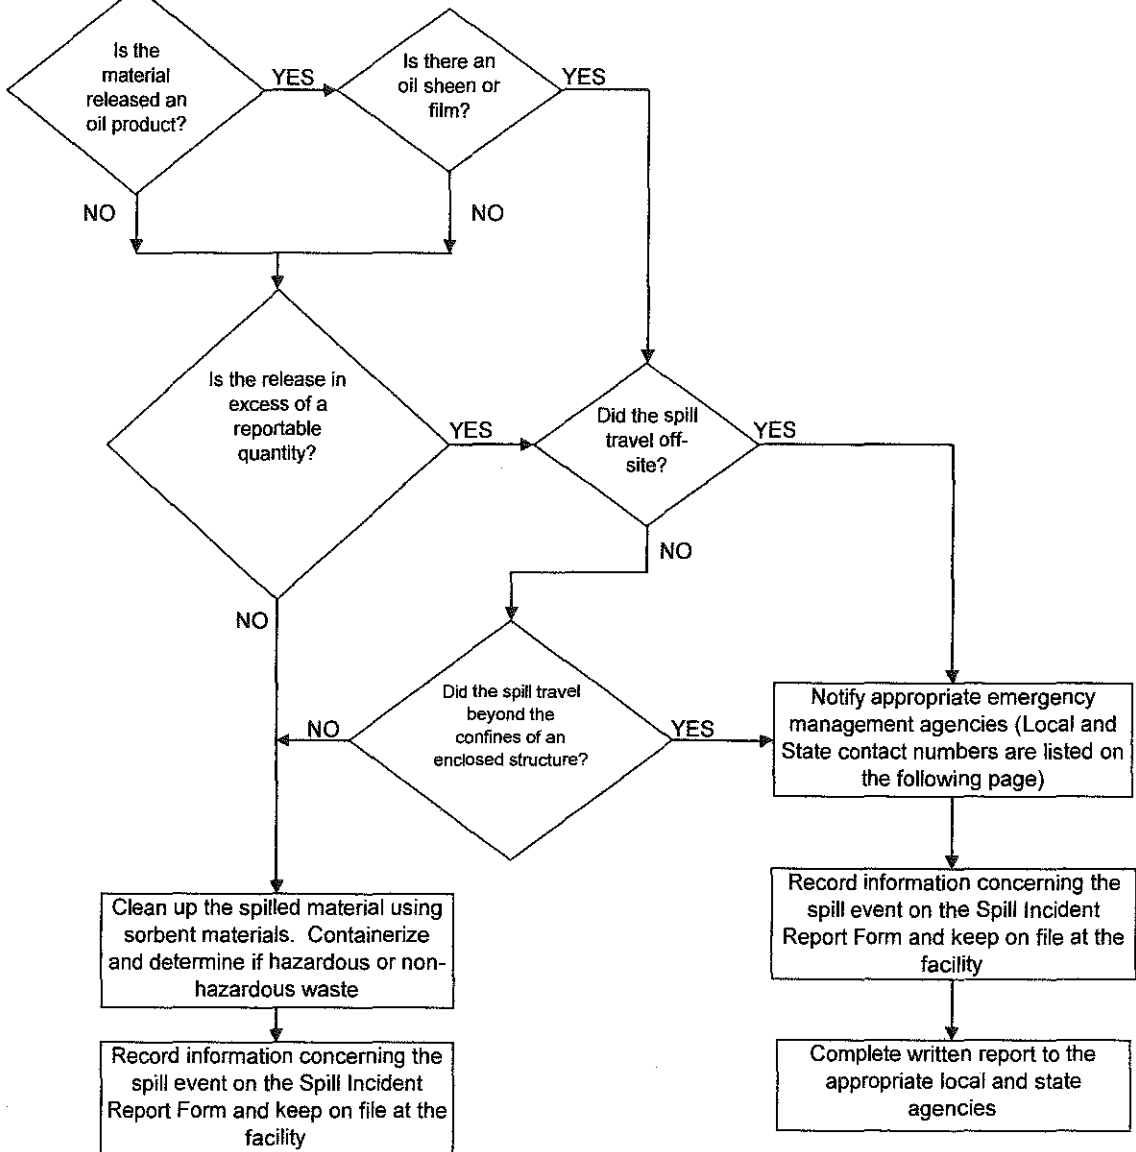 Is the
material
released an
oil product?
YES
Is there an
oil sheen or
film?
YES
NO
NO
Is the release in
excess of a
reportable
quantity?
YES
Did the spill
travel off-
site?
YES
NO
NO
Did the spill travel
beyond the
confines of an
enclosed structure?
NO
YES
Notify appropriate emergency
management agencies (Local and
State contact numbers are listed on
the following page)
Clean up the spilled material using
sorbent materials. Containerize
and determine if hazardous or non-
hazardous waste
Record information concerning the
spill event on the Spill Incident
Report Form and keep on file at the
facility
Record information concerning the
spill event on the Spill Incident
Report Form and keep on file at the
facility
Complete written report to the
appropriate local and state
agencies